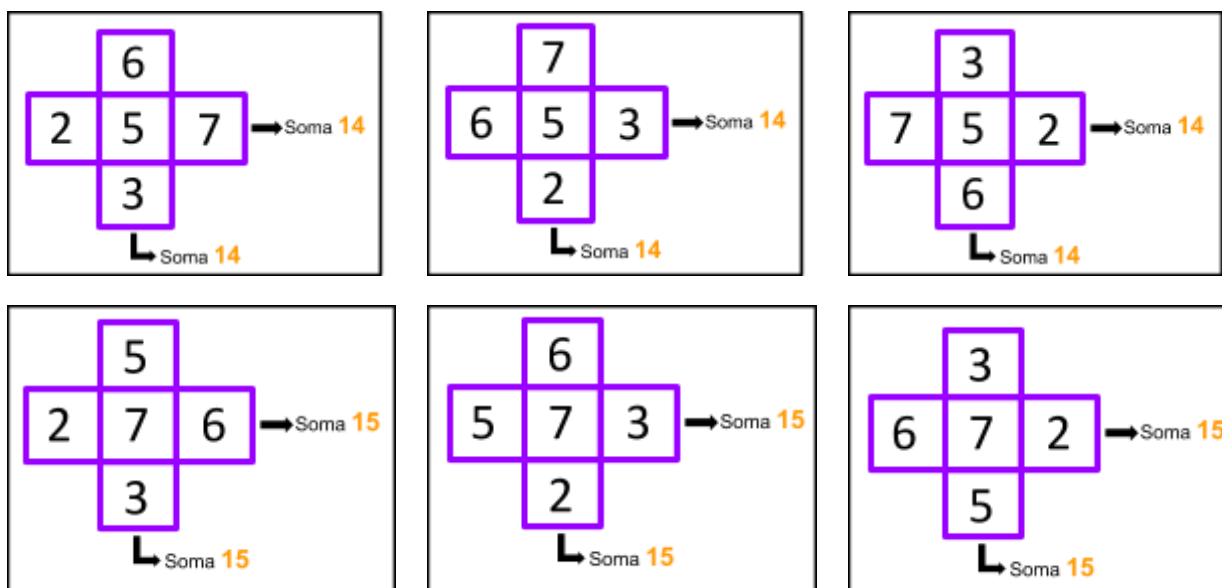 6
2 5 7 Soma 14
3
Soma 14
7
6 5 3 Soma 14
2
Soma 14
3
7 5 2 Soma 14
6
Soma 14
5
2 7 6 Soma 15
3
Soma 15
6
5 7 3 Soma 15
2
Soma 15
3
6 7 2 Soma 15
5
Soma 15